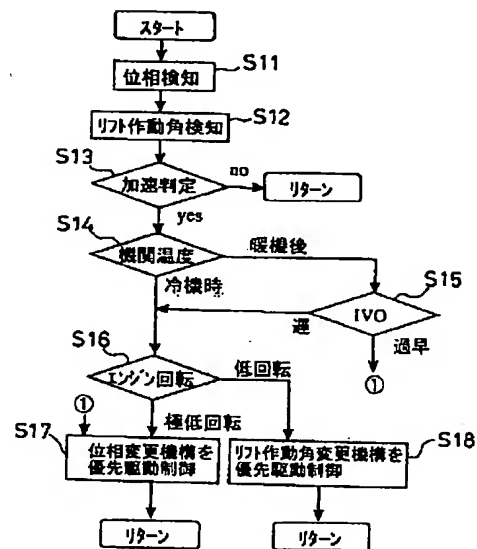 スタート
位相検知
S11
リフト作動角検知
S12
S13
加速判定
no
リターン
yes
S14
機関温度
暖機後
冷機時
S15
IVO
遅
過早
①
S16
エンジン回転
低回転
①
極低回転
S17
位相変更機構を
優先駆動制御
リフト作動角変更機構を
優先駆動制御
S18
リターン
リターン